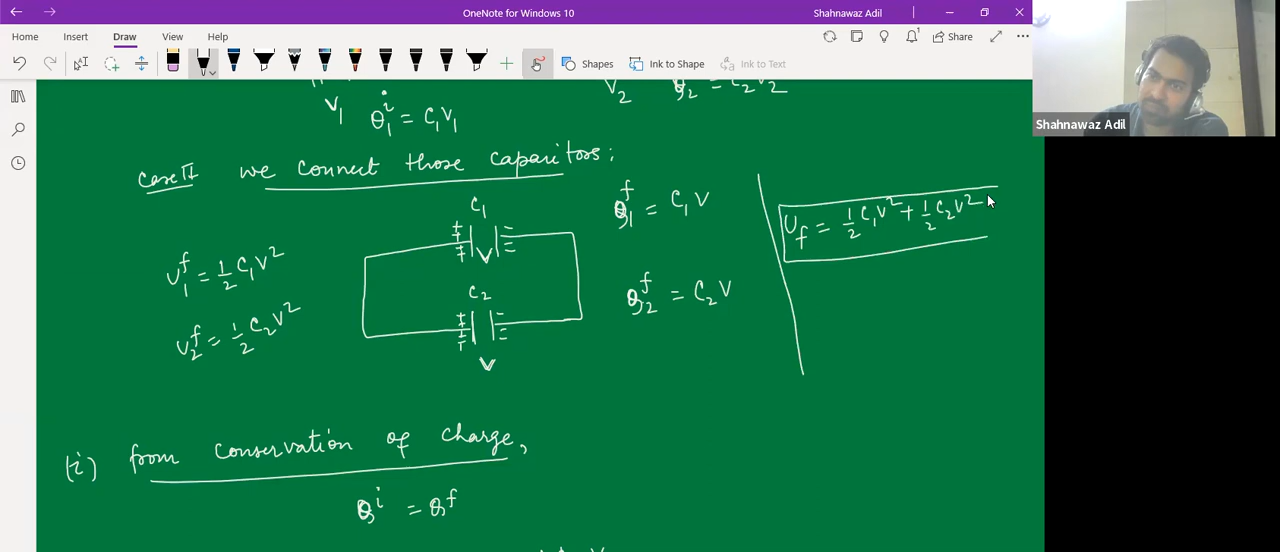 OneNote for Windows 10
Shahnawaz Adil
Home Insert Draw View Help
Share
Shapes Ink to Shape Ink to Text
Shahnawaz Adil
V₁ Q₁ⁱ = C₁V₁
V₂ Q₂ⁱ = C₂V₂
Case II we connect those capacitors:
C₁
V
C₂
V
U₁ᶠ = 1/2 C₁V²
U₂ᶠ = 1/2 C₂V²
Q₁ᶠ = C₁V
Q₂ᶠ = C₂V
U_f = 1/2 C₁V² + 1/2 C₂V²
(i) from conservation of charge,
Qⁱ = Qᶠ